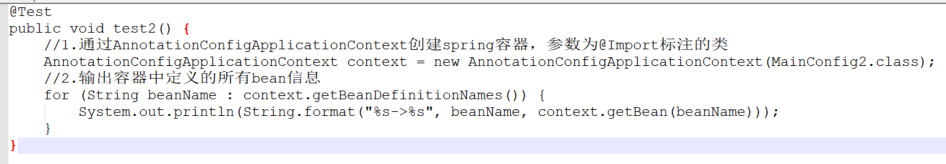 @Test
public void test2() {
    //1.通过AnnotationConfigApplicationContext创建spring容器，参数为@Import标注的类
    AnnotationConfigApplicationContext context = new AnnotationConfigApplicationContext(MainConfig2.class);
    //2.输出容器中定义的所有bean信息
    for (String beanName : context.getBeanDefinitionNames()) {
        System.out.println(String.format("%s->%s", beanName, context.getBean(beanName)));
    }
}